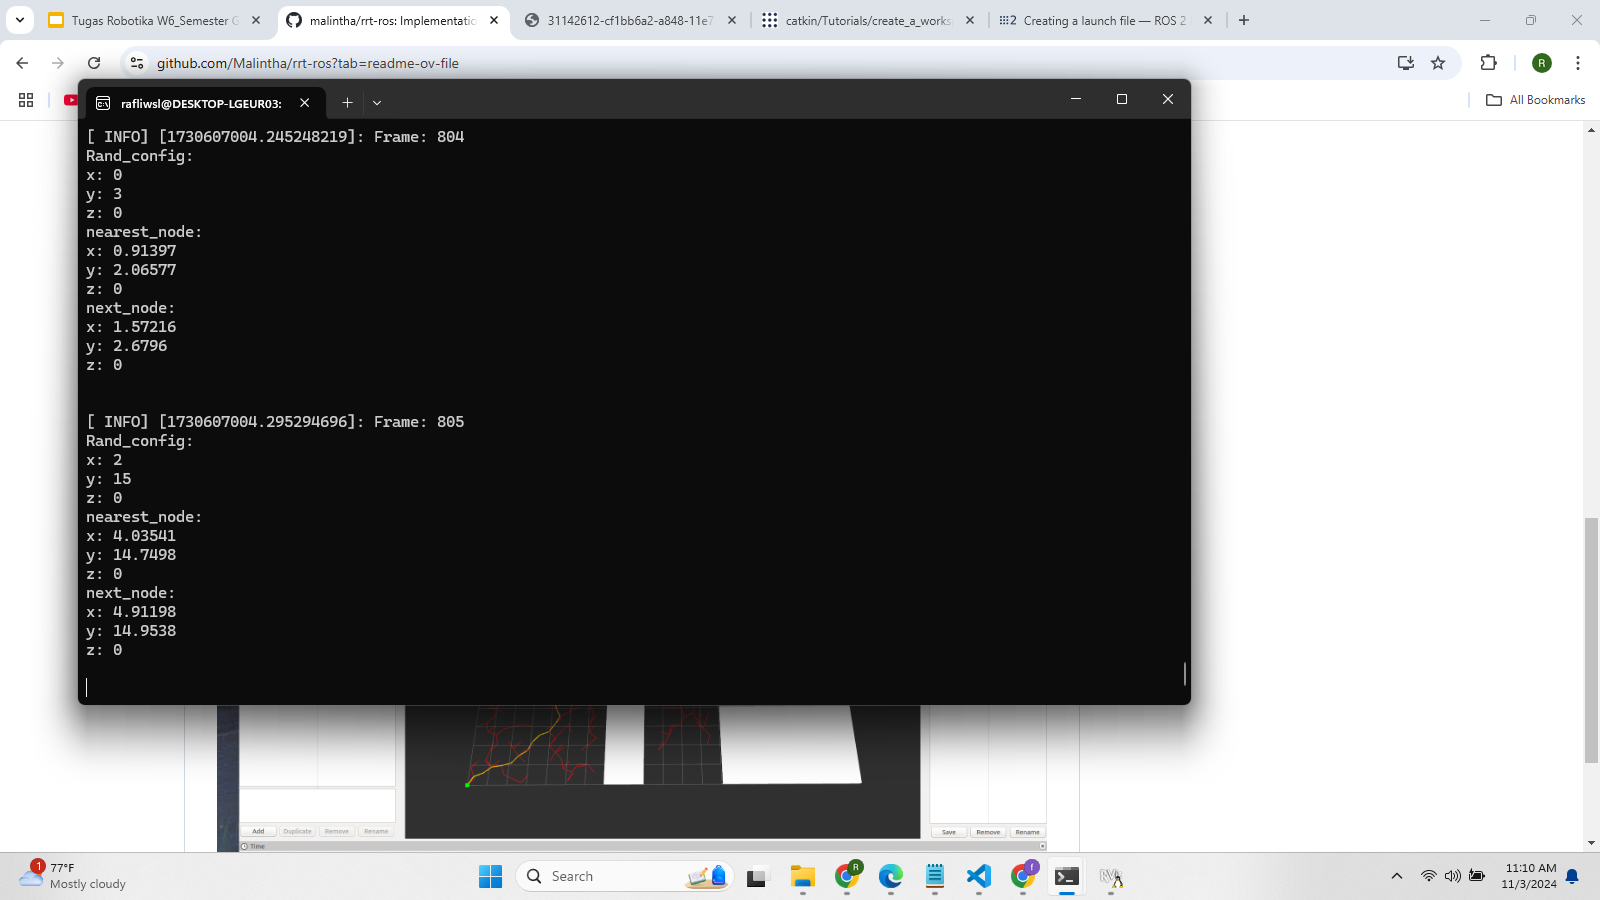 Tugas Robotika W6_Semester G
malintha/rrt-ros: Implementatio
31142612-cf1bb6a2-a848-11e7
catkin/Tutorials/create_a_works
Creating a launch file — ROS 2
github.com/Malintha/rrt-ros?tab=readme-ov-file
R
All Bookmarks
rafliwsl@DESKTOP-LGEUR03:
[ INFO] [1730607004.245248219]: Frame: 804
Rand_config:
x: 0
y: 3
z: 0
nearest_node:
x: 0.91397
y: 2.06577
z: 0
next_node:
x: 1.57216
y: 2.6796
z: 0
[ INFO] [1730607004.295294696]: Frame: 805
Rand_config:
x: 2
y: 15
z: 0
nearest_node:
x: 4.03541
y: 14.7498
z: 0
next_node:
x: 4.91198
y: 14.9538
z: 0
Add Duplicate Remove Rename
Save Remove Rename
Time
1
77°F
Mostly cloudy
Search
R
f
11:10 AM
11/3/2024